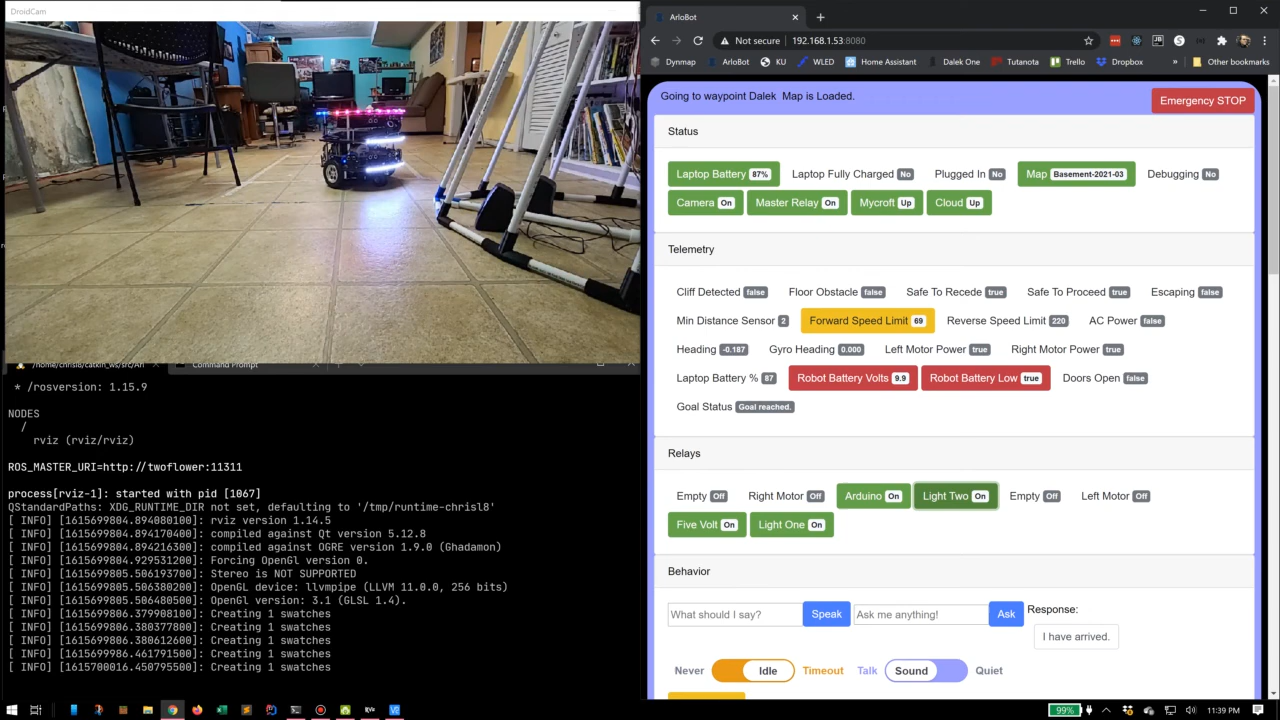 DroidCam
ArloBot
Not secure 192.168.1.53:8080
Dynmap ArloBot KU WLED Home Assistant Dalek One Tutanota Trello Dropbox » Other bookmarks
Going to waypoint Dalek Map is Loaded.
Emergency STOP
Status
Laptop Battery 87% Laptop Fully Charged No Plugged In No Map Basement-2021-03 Debugging No
Camera On Master Relay On Mycroft Up Cloud Up
Telemetry
Cliff Detected false Floor Obstacle false Safe To Recede true Safe To Proceed true Escaping false
Min Distance Sensor 2 Forward Speed Limit 69 Reverse Speed Limit 220 AC Power false
Heading -0.187 Gyro Heading 0.000 Left Motor Power true Right Motor Power true
Laptop Battery % 87 Robot Battery Volts 9.9 Robot Battery Low true Doors Open false
Goal Status Goal reached.
Relays
Empty Off Right Motor Off Arduino On Light Two On Empty Off Left Motor Off
Five Volt On Light One On
Behavior
What should I say? Speak Ask me anything! Ask Response:
I have arrived.
Never Idle Timeout Talk Sound Quiet
/home/chrisl8/catkin_ws/src/Arl Command Prompt
* /rosversion: 1.15.9
NODES
/
rviz (rviz/rviz)
ROS_MASTER_URI=http://twoflower:11311
process[rviz-1]: started with pid [1067]
QStandardPaths: XDG_RUNTIME_DIR not set, defaulting to '/tmp/runtime-chrisl8'
[ INFO] [1615699804.894080100]: rviz version 1.14.5
[ INFO] [1615699804.894170400]: compiled against Qt version 5.12.8
[ INFO] [1615699804.894216300]: compiled against OGRE version 1.9.0 (Ghadamon)
[ INFO] [1615699804.929531200]: Forcing OpenGl version 0.
[ INFO] [1615699805.506193700]: Stereo is NOT SUPPORTED
[ INFO] [1615699805.506380200]: OpenGL device: llvmpipe (LLVM 11.0.0, 256 bits)
[ INFO] [1615699805.506480500]: OpenGl version: 3.1 (GLSL 1.4).
[ INFO] [1615699806.379908100]: Creating 1 swatches
[ INFO] [1615699806.380377800]: Creating 1 swatches
[ INFO] [1615699806.380612600]: Creating 1 swatches
[ INFO] [1615699986.461791500]: Creating 1 swatches
[ INFO] [1615700016.450795500]: Creating 1 swatches
99% 11:39 PM